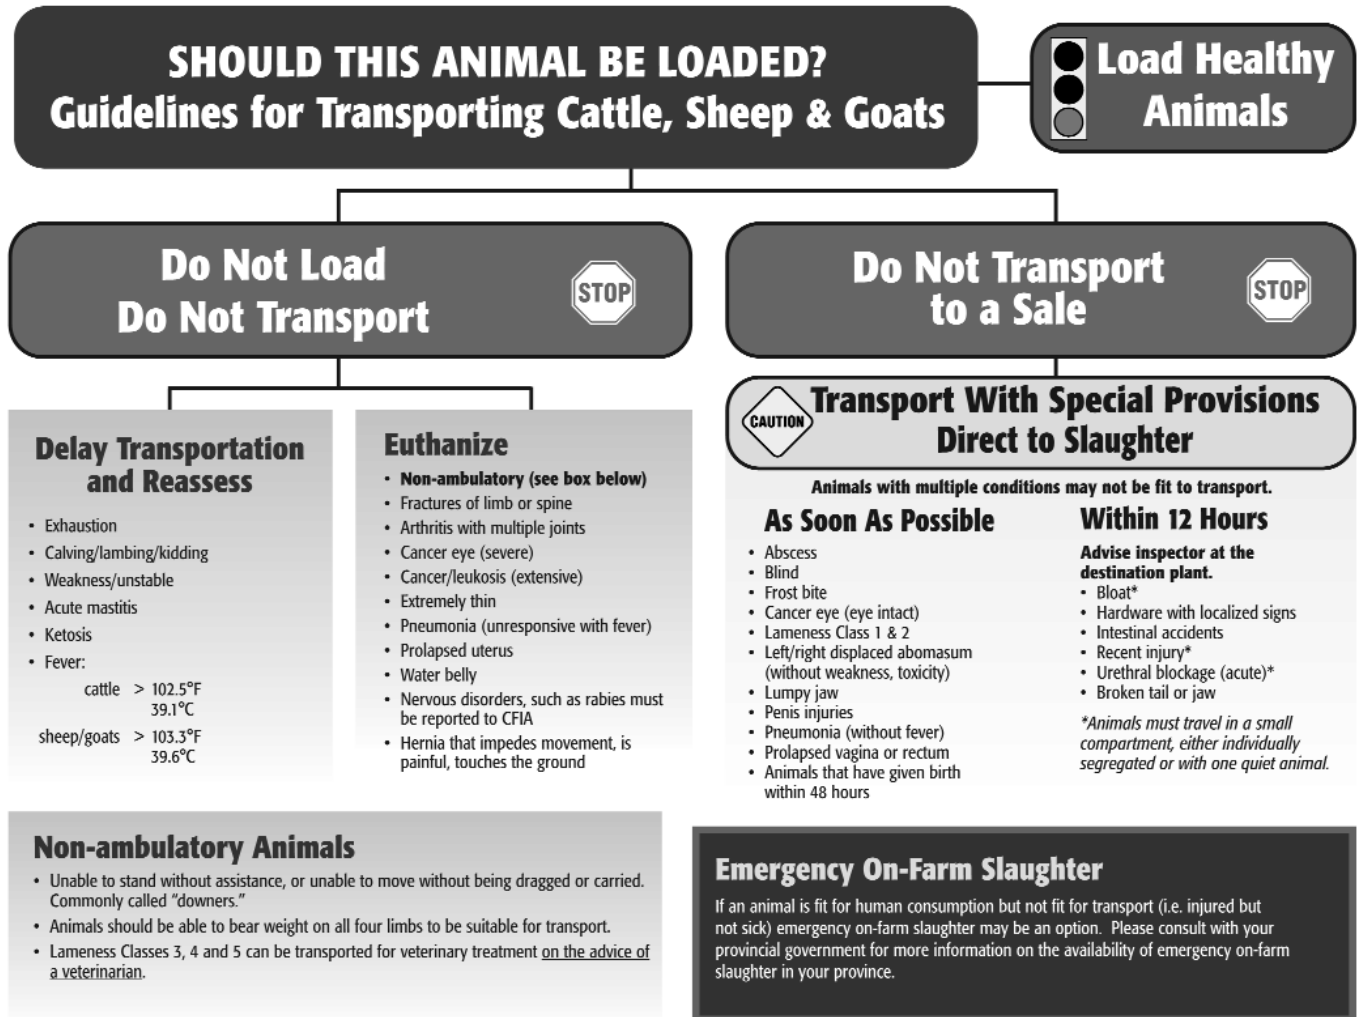 SHOULD THIS ANIMAL BE LOADED?
Guidelines for Transporting Cattle, Sheep & Goats
Load Healthy
Animals
Do Not Load
Do Not Transport
STOP
Do Not Transport
to a Sale
STOP
Delay Transportation
and Reassess
• Exhaustion
• Calving/lambing/kidding
• Weakness/unstable
• Acute mastitis
• Ketosis
• Fever:
cattle > 102.5°F
39.1°C
sheep/goats > 103.3°F
39.6°C
Euthanize
• Non-ambulatory (see box below)
• Fractures of limb or spine
• Arthritis with multiple joints
• Cancer eye (severe)
• Cancer/leukosis (extensive)
• Extremely thin
• Pneumonia (unresponsive with fever)
• Prolapsed uterus
• Water belly
• Nervous disorders, such as rabies must
be reported to CFIA
• Hernia that impedes movement, is
painful, touches the ground
CAUTION
Transport With Special Provisions
Direct to Slaughter
Animals with multiple conditions may not be fit to transport.
As Soon As Possible
• Abscess
• Blind
• Frost bite
• Cancer eye (eye intact)
• Lameness Class 1 & 2
• Left/right displaced abomasum
(without weakness, toxicity)
• Lumpy jaw
• Penis injuries
• Pneumonia (without fever)
• Prolapsed vagina or rectum
• Animals that have given birth
within 48 hours
Within 12 Hours
Advise inspector at the
destination plant.
• Bloat*
• Hardware with localized signs
• Intestinal accidents
• Recent injury*
• Urethral blockage (acute)*
• Broken tail or jaw
*Animals must travel in a small
compartment, either individually
segregated or with one quiet animal.
Non-ambulatory Animals
• Unable to stand without assistance, or unable to move without being dragged or carried.
Commonly called "downers."
• Animals should be able to bear weight on all four limbs to be suitable for transport.
• Lameness Classes 3, 4 and 5 can be transported for veterinary treatment on the advice of
a veterinarian.
Emergency On-Farm Slaughter
If an animal is fit for human consumption but not fit for transport (i.e. injured but
not sick) emergency on-farm slaughter may be an option. Please consult with your
provincial government for more information on the availability of emergency on-farm
slaughter in your province.